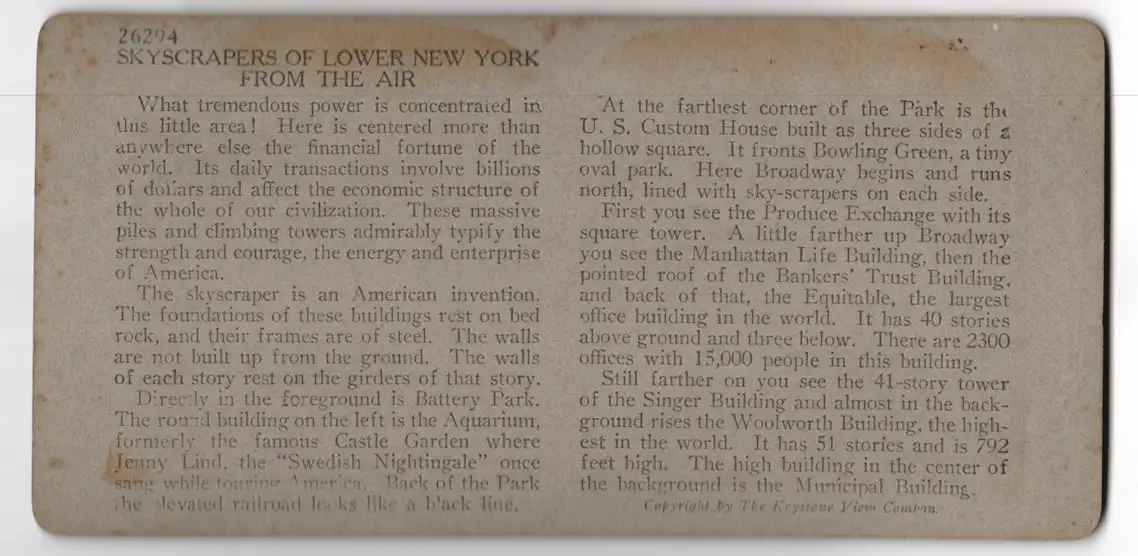 26294
SKYSCRAPERS OF LOWER NEW YORK
FROM THE AIR
What tremendous power is concentrated in
this little area! Here is centered more than
anywhere else the financial fortune of the
world. Its daily transactions involve billions
of dollars and affect the economic structure of
the whole of our civilization. These massive
piles and climbing towers admirably typify the
strength and courage, the energy and enterprise
of America.
The skyscraper is an American invention.
The foundations of these buildings rest on bed
rock, and their frames are of steel. The walls
are not built up from the ground. The walls
of each story rest on the girders of that story.
Directly in the foreground is Battery Park.
The round building on the left is the Aquarium,
formerly the famous Castle Garden where
Jenny Lind, the "Swedish Nightingale" once
sang while touring America. Back of the Park
the elevated railroad looks like a black line.
At the farthest corner of the Park is the
U. S. Custom House built as three sides of a
hollow square. It fronts Bowling Green, a tiny
oval park. Here Broadway begins and runs
north, lined with sky-scrapers on each side.
First you see the Produce Exchange with its
square tower. A little farther up Broadway
you see the Manhattan Life Building, then the
pointed roof of the Bankers' Trust Building,
and back of that, the Equitable, the largest
office building in the world. It has 40 stories
above ground and three below. There are 2300
offices with 15,000 people in this building.
Still farther on you see the 41-story tower
of the Singer Building and almost in the back-
ground rises the Woolworth Building, the high-
est in the world. It has 51 stories and is 792
feet high. The high building in the center of
the background is the Municipal Building.
Copyright by The Keystone View Company.